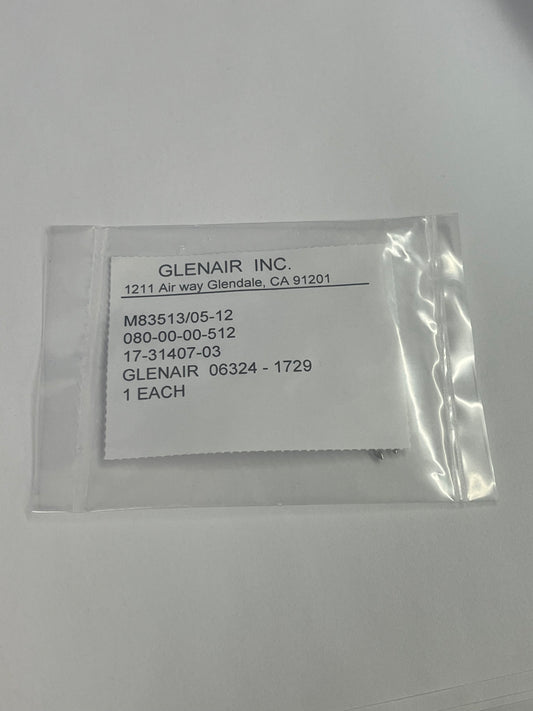 GLENAIR INC.
1211 Air way Glendale, CA 91201
M83513/05-12
080-00-00-512
17-31407-03
GLENAIR 06324 - 1729
1 EACH